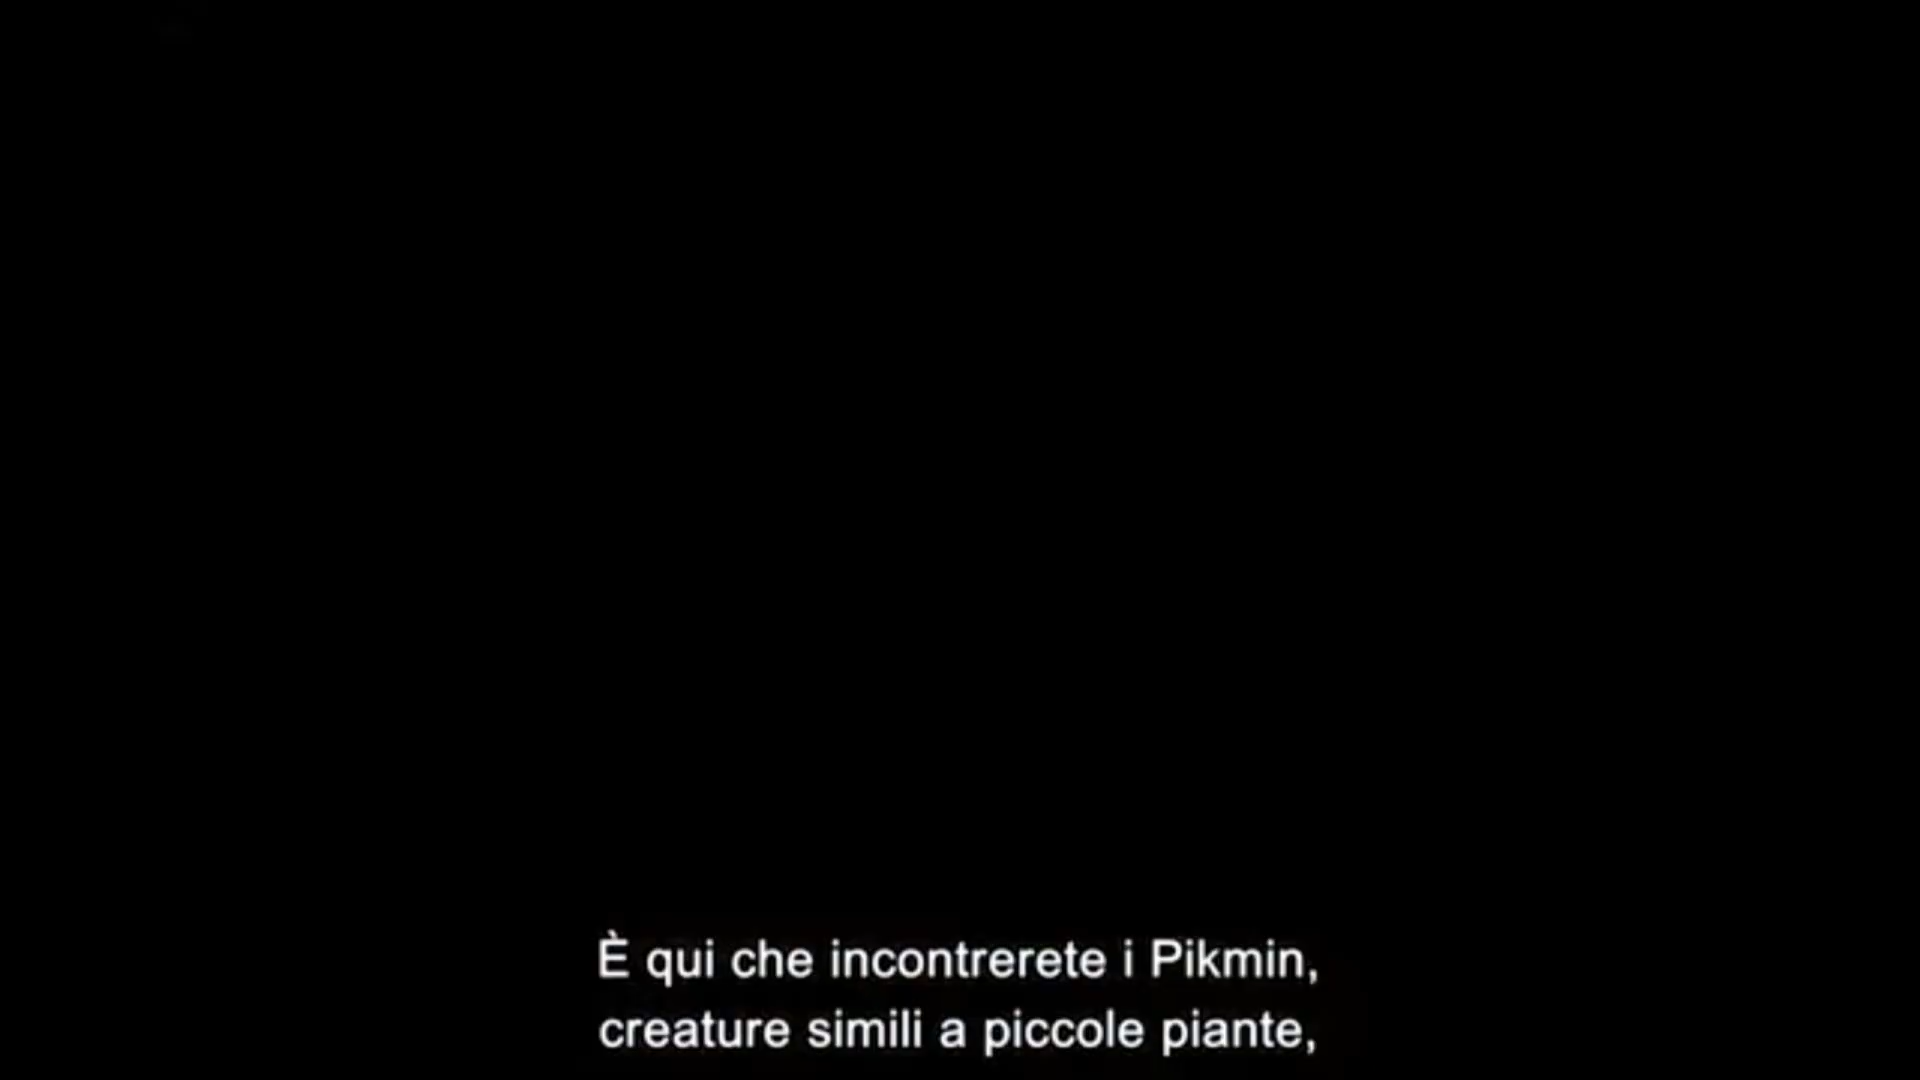 È qui che incontrerete i Pikmin,
creature simili a piccole piante,